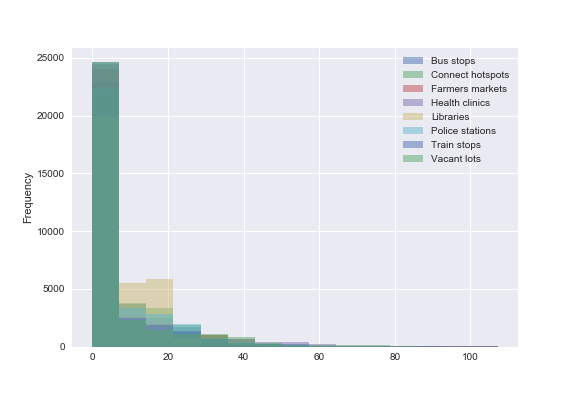 25000
20000
15000
10000
5000
0
Frequency
0 20 40 60 80 100
Bus stops
Connect hotspots
Farmers markets
Health clinics
Libraries
Police stations
Train stops
Vacant lots